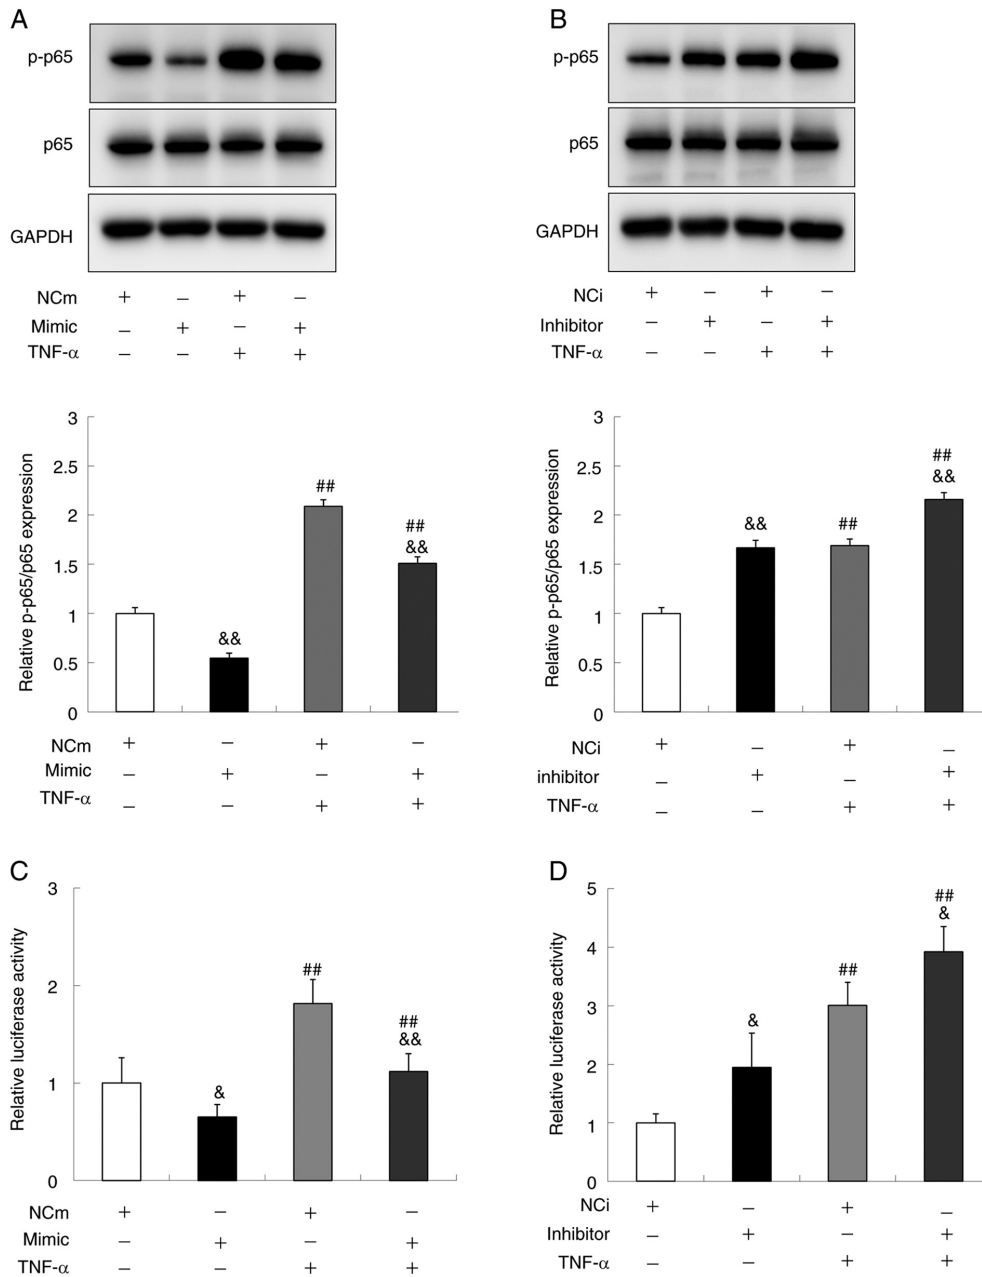 A
p-p65
p65
GAPDH
NCm + – + –
Mimic – + – +
TNF-α – – + +
B
p-p65
p65
GAPDH
NCi + – + –
Inhibitor – + – +
TNF-α – – + +
Relative p-p65/p65 expression
3
2.5
2
1.5
1
0.5
0
&&
##
##
&&
NCm + – + –
Mimic – + – +
TNF-α – – + +
Relative p-p65/p65 expression
3
2.5
2
1.5
1
0.5
0
&&
##
##
&&
NCi + – + –
inhibitor – + – +
TNF-α – – + +
C
Relative luciferase activity
3
2
1
0
&
##
##
&&
NCm + – + –
Mimic – + – +
TNF-α – – + +
D
Relative luciferase activity
5
4
3
2
1
0
&
##
##
&
NCi + – + –
Inhibitor – + – +
TNF-α – – + +